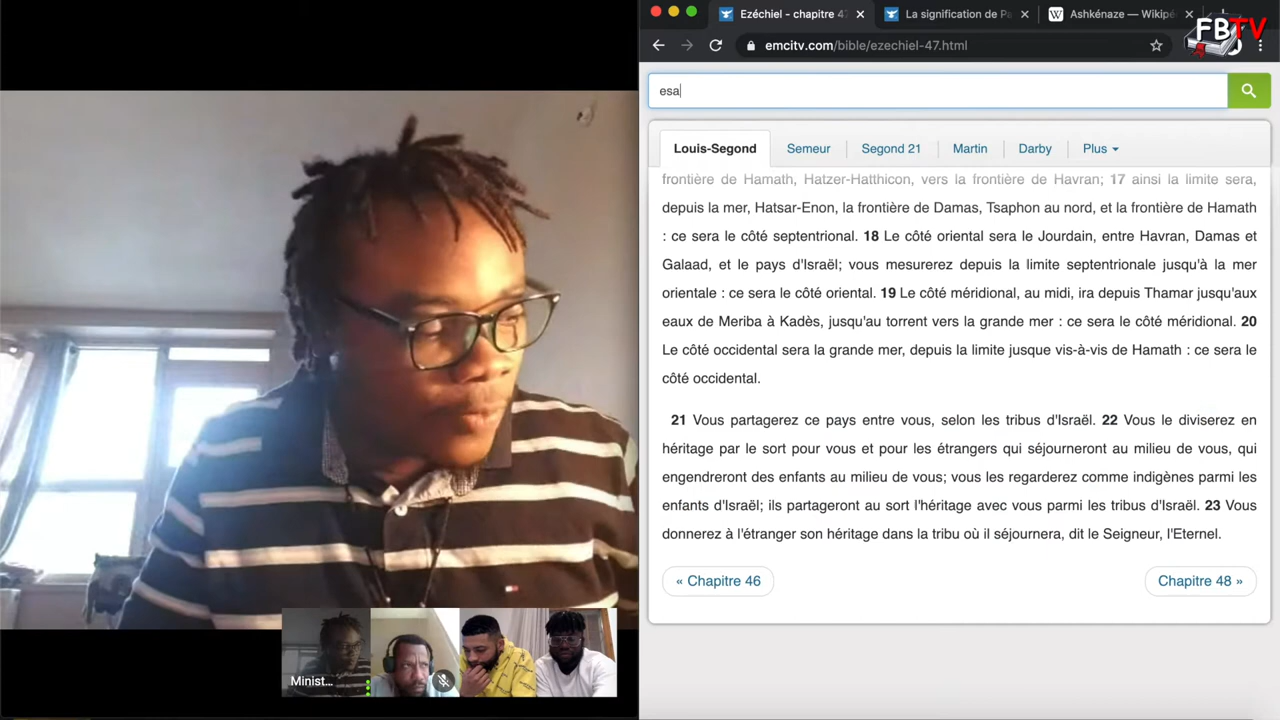 Ezéchiel - chapitre 47
La signification de Pa
Ashkénaze — Wikipé
FBTV
emcitv.com/bible/ezechiel-47.html
esa
Louis-Segond
Semeur
Segond 21
Martin
Darby
Plus
frontière de Hamath, Hatzer-Hatthicon, vers la frontière de Havran; 17 ainsi la limite sera,
depuis la mer, Hatsar-Enon, la frontière de Damas, Tsaphon au nord, et la frontière de Hamath
: ce sera le côté septentrional. 18 Le côté oriental sera le Jourdain, entre Havran, Damas et
Galaad, et le pays d'Israël; vous mesurerez depuis la limite septentrionale jusqu'à la mer
orientale : ce sera le côté oriental. 19 Le côté méridional, au midi, ira depuis Thamar jusqu'aux
eaux de Meriba à Kadès, jusqu'au torrent vers la grande mer : ce sera le côté méridional. 20
Le côté occidental sera la grande mer, depuis la limite jusque vis-à-vis de Hamath : ce sera le
côté occidental.
21 Vous partagerez ce pays entre vous, selon les tribus d'Israël. 22 Vous le diviserez en
héritage par le sort pour vous et pour les étrangers qui séjourneront au milieu de vous, qui
engendreront des enfants au milieu de vous; vous les regarderez comme indigènes parmi les
enfants d'Israël; ils partageront au sort l'héritage avec vous parmi les tribus d'Israël. 23 Vous
donnerez à l'étranger son héritage dans la tribu où il séjournera, dit le Seigneur, l'Eternel.
« Chapitre 46
Chapitre 48 »
Minist...